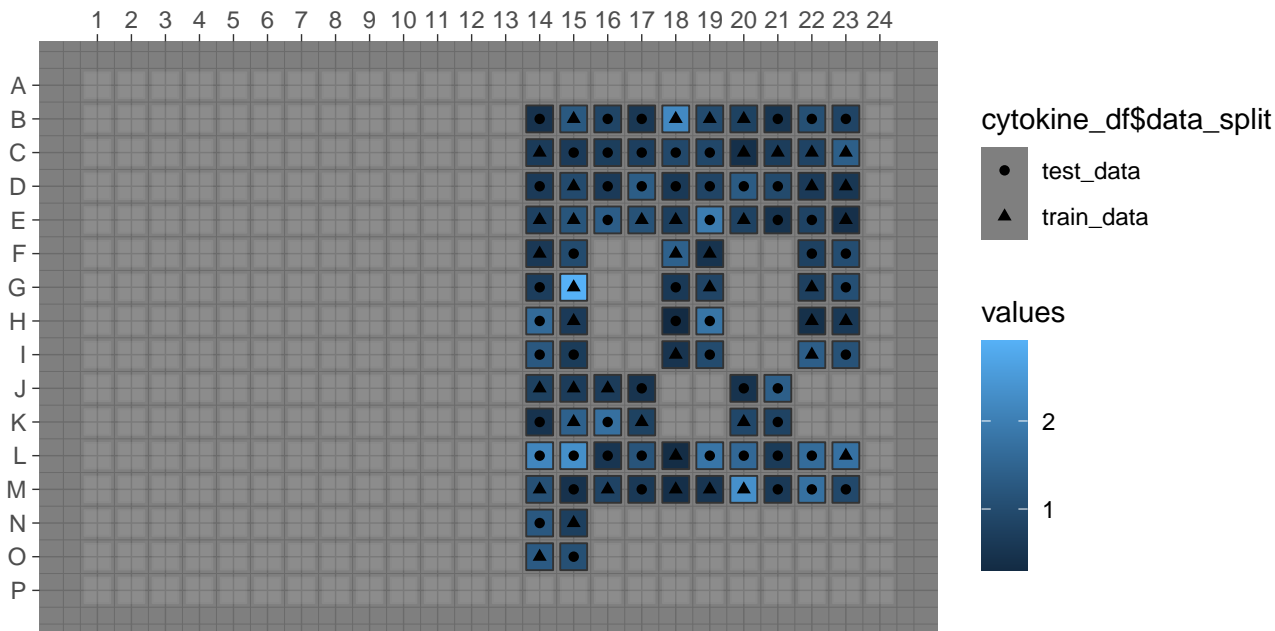 1 2 3 4 5 6 7 8 9 10 11 12 13 14 15 16 17 18 19 20 21 22 23 24
A
B
C
D
E
F
G
H
I
J
K
L
M
N
O
P
cytokine_df$data_split
test_data
train_data
values
2
1